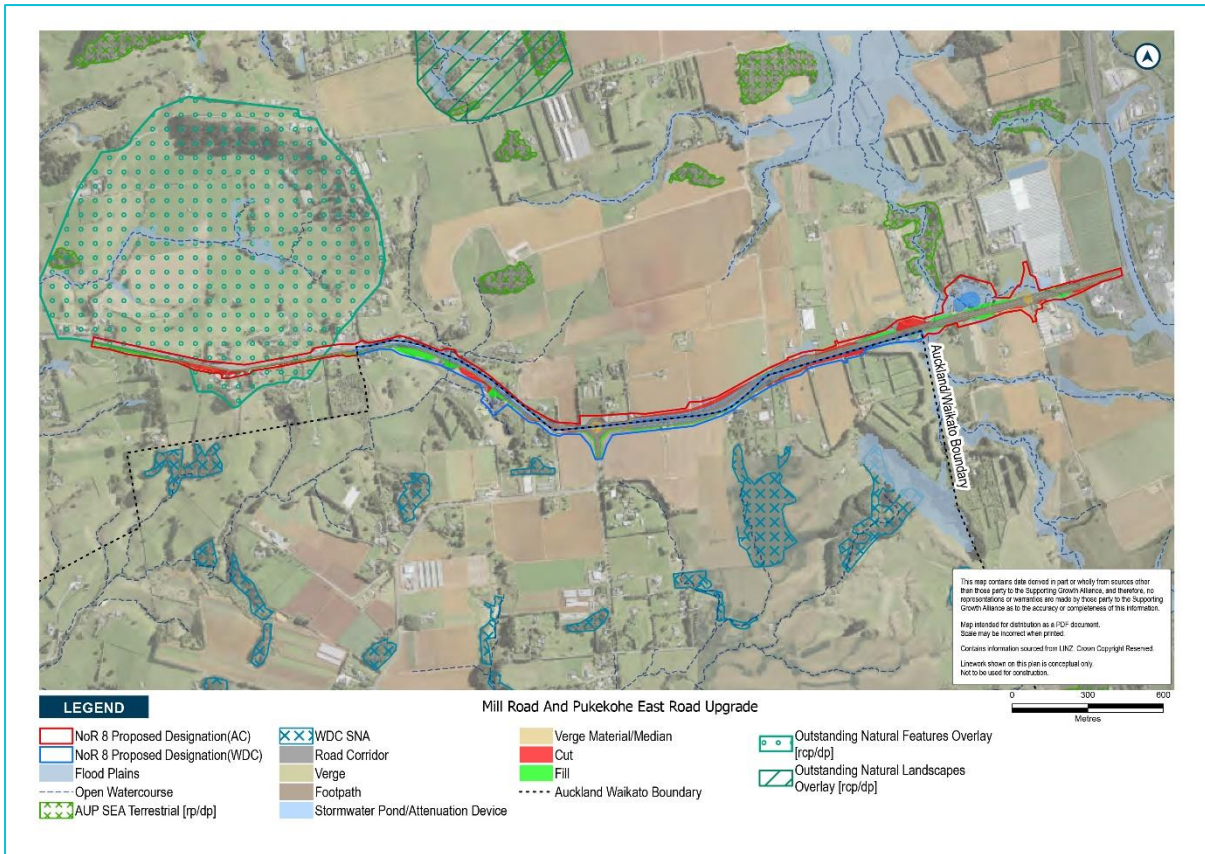 Auckland/Waikato Boundary
This map contains data derived in part or wholly from sources other
than those party to the Supporting Growth Alliance, and therefore, no
representations or warranties are made by those party to the Supporting
Growth Alliance as to the accuracy or completeness of this information.
Map intended for distribution as a PDF document.
Scale may be incorrect when printed.
Contains information sourced from LINZ. Crown Copyright Reserved.
Linework shown on this plan is conceptual only.
Not to be used for construction.
LEGEND
Mill Road And Pukekohe East Road Upgrade
0 300 600
Metres
NoR 8 Proposed Designation(AC)
NoR 8 Proposed Designation(WDC)
Flood Plains
Open Watercourse
AUP SEA Terrestrial [rp/dp]
WDC SNA
Road Corridor
Verge
Footpath
Stormwater Pond/Attenuation Device
Verge Material/Median
Cut
Fill
Auckland Waikato Boundary
Outstanding Natural Features Overlay
[rcp/dp]
Outstanding Natural Landscapes
Overlay [rcp/dp]